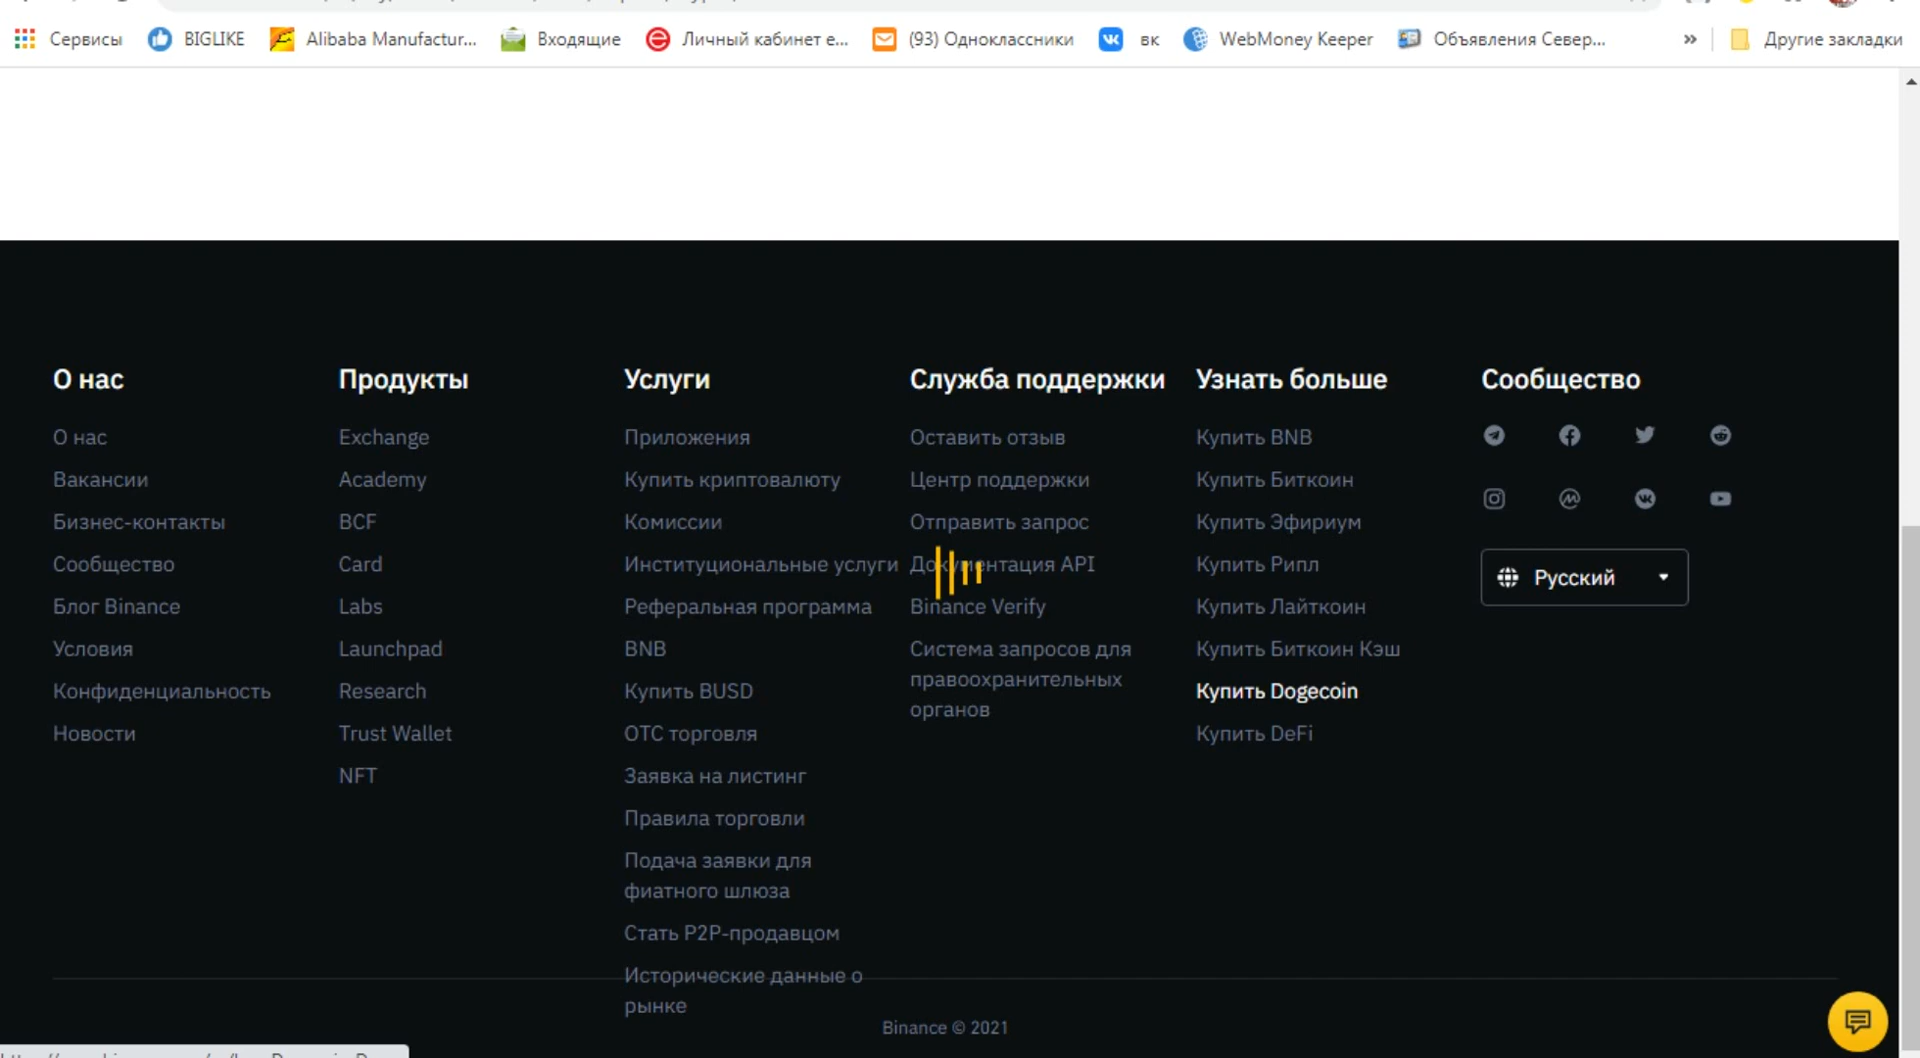 Сервисы BIGLIKE Alibaba Manufactur... Входящие Личный кабинет е... (93) Одноклассники вк WebMoney Keeper Объявления Север... » Другие закладки
О нас
О нас
Вакансии
Бизнес-контакты
Сообщество
Блог Binance
Условия
Конфиденциальность
Новости
Продукты
Exchange
Academy
BCF
Card
Labs
Launchpad
Research
Trust Wallet
NFT
Услуги
Приложения
Купить криптовалюту
Комиссии
Институциональные услуги
Реферальная программа
BNB
Купить BUSD
OTC торговля
Заявка на листинг
Правила торговли
Подача заявки для
фиатного шлюза
Стать P2P-продавцом
Исторические данные о
рынке
Служба поддержки
Оставить отзыв
Центр поддержки
Отправить запрос
Документация API
Binance Verify
Система запросов для
правоохранительных
органов
Узнать больше
Купить BNB
Купить Биткоин
Купить Эфириум
Купить Рипл
Купить Лайткоин
Купить Биткоин Кэш
Купить Dogecoin
Купить DeFi
Сообщество
Русский
Binance © 2021